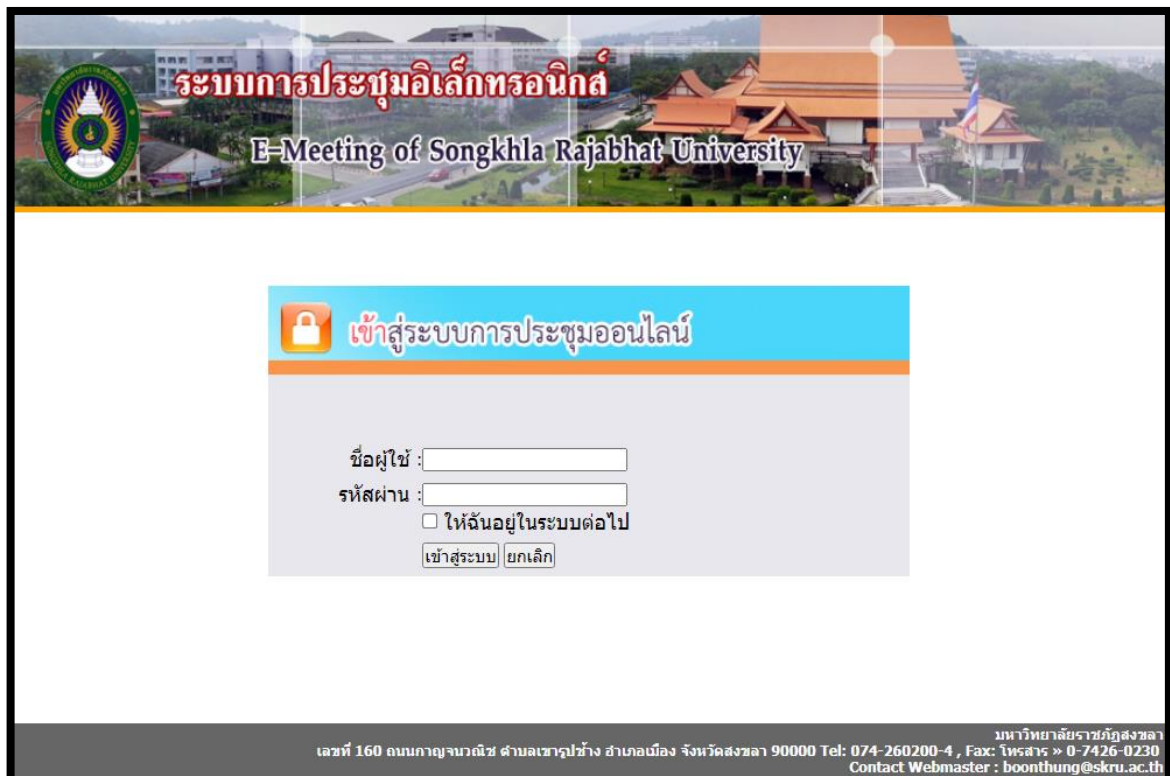 ระบบการประชุมอิเล็กทรอนิกส์
E-Meeting of Songkhla Rajabhat University
เข้าสู่ระบบการประชุมออนไลน์
ชื่อผู้ใช้ :
รหัสผ่าน :
ให้ฉันอยู่ในระบบต่อไป
เข้าสู่ระบบ ยกเลิก
มหาวิทยาลัยราชภัฏสงขลา
เลขที่ 160 ถนนกาญจนวณิช ตำบลเขารูปช้าง อำเภอเมือง จังหวัดสงขลา 90000 Tel: 074-260200-4 , Fax: โทรสาร » 0-7426-0230
Contact Webmaster : boonthung@skru.ac.th